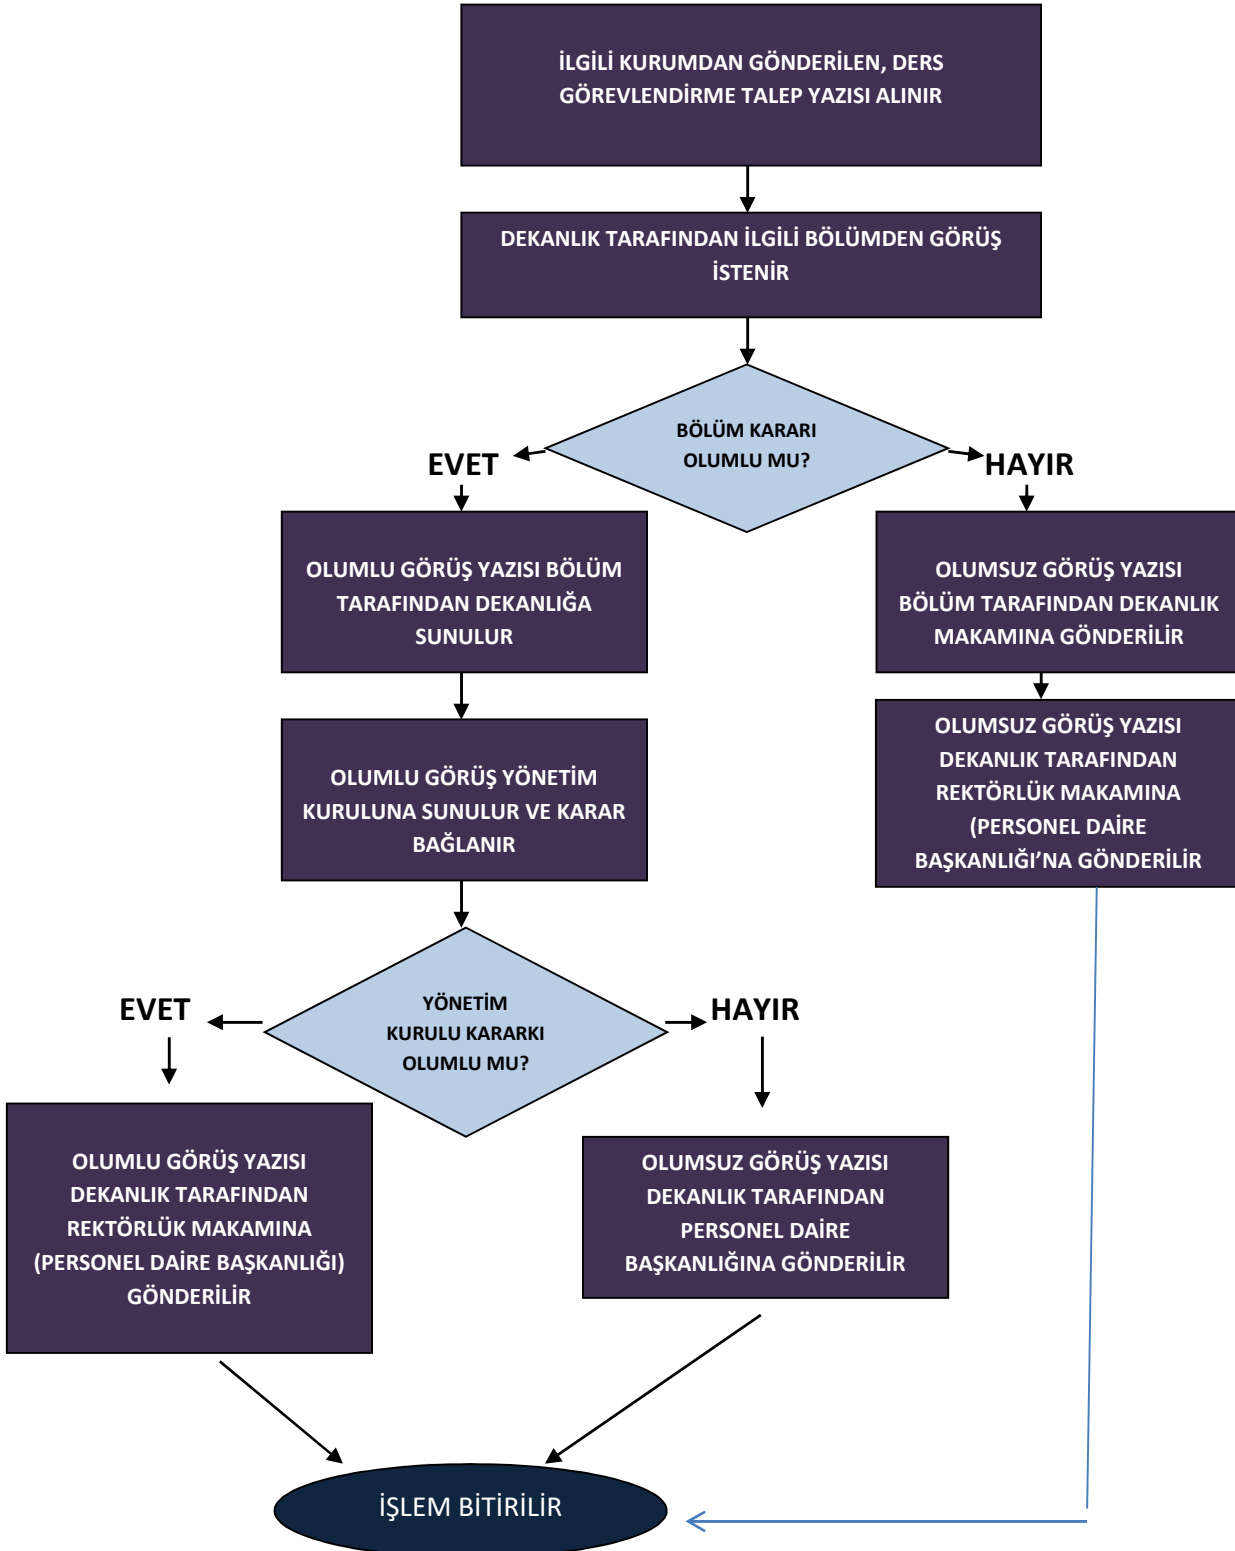 İLGİLİ KURUMDAN GÖNDERİLEN, DERS
GÖREVLENDİRME TALEP YAZISI ALINIR
DEKANLIK TARAFINDAN İLGİLİ BÖLÜMDEN GÖRÜŞ
İSTENİR
BÖLÜM KARARI
OLUMLU MU?
EVET
HAYIR
OLUMLU GÖRÜŞ YAZISI BÖLÜM
TARAFINDAN DEKANLIĞA
SUNULUR
OLUMSUZ GÖRÜŞ YAZISI
BÖLÜM TARAFINDAN DEKANLIK
MAKAMINA GÖNDERİLİR
OLUMLU GÖRÜŞ YÖNETİM
KURULUNA SUNULUR VE KARAR
BAĞLANIR
OLUMSUZ GÖRÜŞ YAZISI
DEKANLIK TARAFINDAN
REKTÖRLÜK MAKAMINA
(PERSONEL DAİRE
BAŞKANLIĞI’NA GÖNDERİLİR
YÖNETİM
KURULU KARARKI
OLUMLU MU?
EVET
HAYIR
OLUMLU GÖRÜŞ YAZISI
DEKANLIK TARAFINDAN
REKTÖRLÜK MAKAMINA
(PERSONEL DAİRE BAŞKANLIĞI)
GÖNDERİLİR
OLUMSUZ GÖRÜŞ YAZISI
DEKANLIK TARAFINDAN
PERSONEL DAİRE
BAŞKANLIĞINA GÖNDERİLİR
İŞLEM BİTİRİLİR